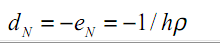 d_N = −e_N = −1/hρ